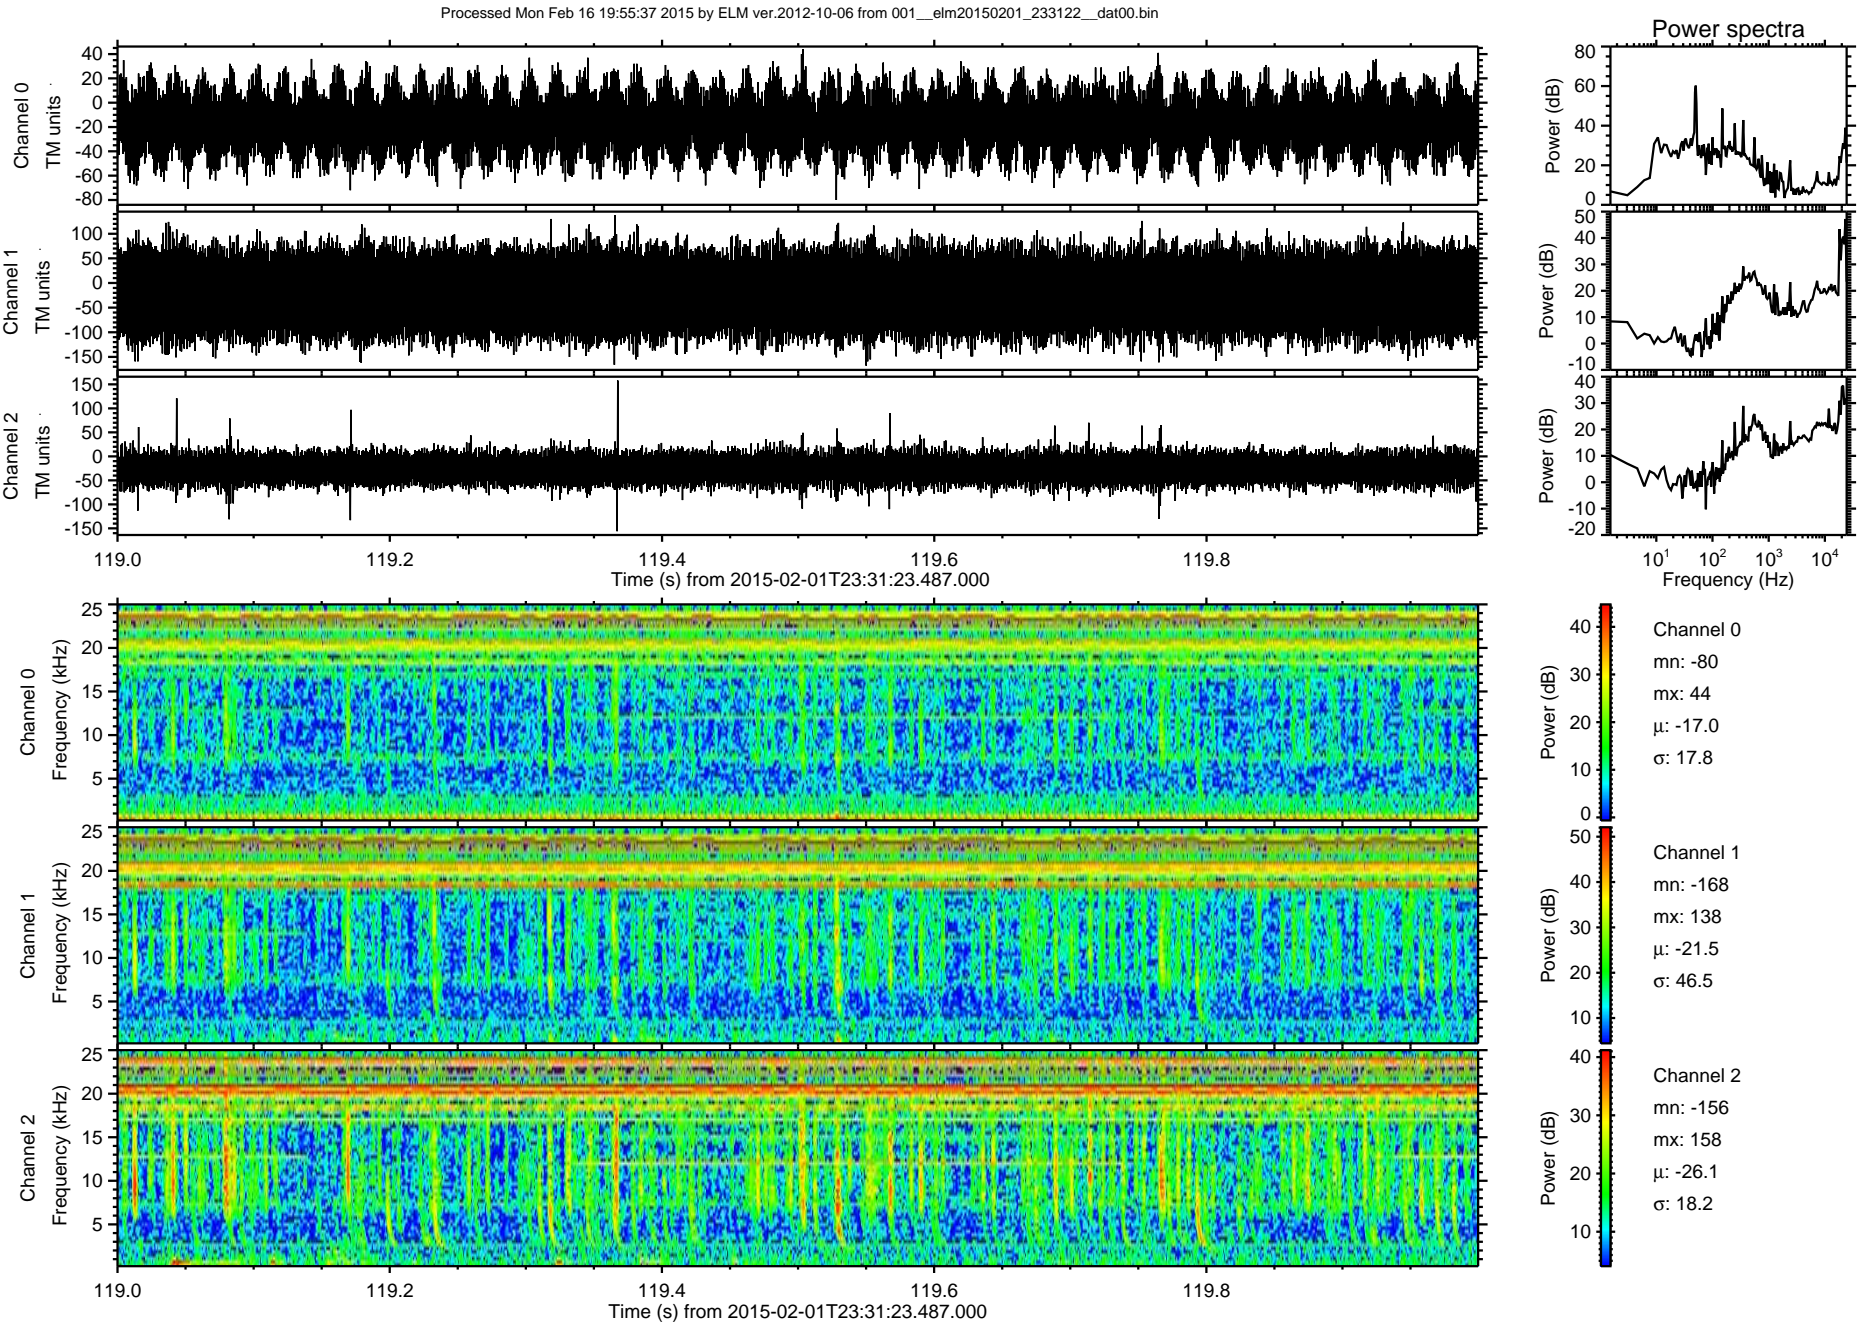 Processed Mon Feb 16 19:55:37 2015 by ELM ver.2012-10-06 from 001__elm20150201_233122__dat00.bin
Power spectra
Channel 0
TM units
40
20
0
-20
-40
-60
-80
Power (dB)
80
60
40
20
0
Channel 1
TM units
100
50
0
-50
-100
-150
Power (dB)
50
40
30
20
10
0
-10
Channel 2
TM units
150
100
50
0
-50
-100
-150
Power (dB)
40
30
20
10
0
-10
-20
119.0 119.2 119.4 119.6 119.8
Time (s) from 2015-02-01T23:31:23.487.000
10^1 10^2 10^3 10^4
Frequency (Hz)
Channel 0
Frequency (kHz)
25
20
15
10
5
Power (dB)
40
30
20
10
0
Channel 0
mn: -80
mx: 44
μ: -17.0
σ: 17.8
Channel 1
Frequency (kHz)
25
20
15
10
5
Power (dB)
50
40
30
20
10
Channel 1
mn: -168
mx: 138
μ: -21.5
σ: 46.5
Channel 2
Frequency (kHz)
25
20
15
10
5
Power (dB)
40
30
20
10
Channel 2
mn: -156
mx: 158
μ: -26.1
σ: 18.2
119.0 119.2 119.4 119.6 119.8
Time (s) from 2015-02-01T23:31:23.487.000